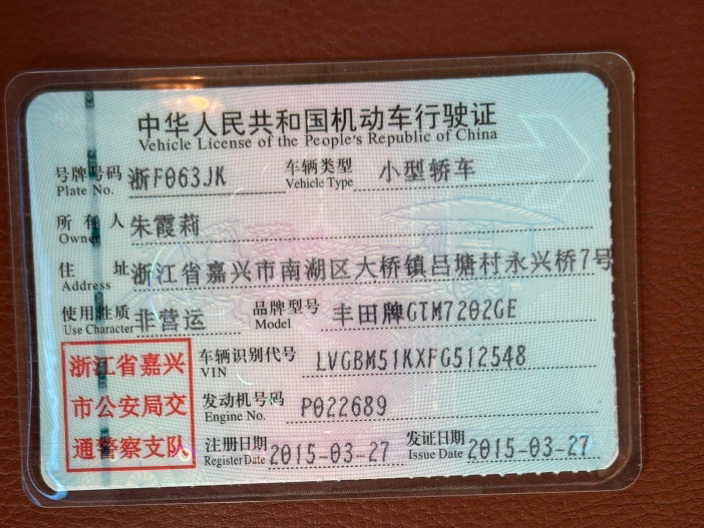 中华人民共和国机动车行驶证
Vehicle License of the People's Republic of China
号牌号码 浙F063JK 车辆类型 小型轿车
Plate No. Vehicle Type
所有人 朱霞莉
Owner
住址 浙江省嘉兴市南湖区大桥镇吕塘村永兴桥7号
Address
使用性质 非营运 品牌型号 丰田牌GTM7202GE
Use Character Model
浙江省嘉兴 车辆识别代号 LVGBM51KXFG512548
VIN
市公安局交 发动机号码 P022689
Engine No.
通警察支队 注册日期 2015-03-27 发证日期 2015-03-27
Register Date Issue Date